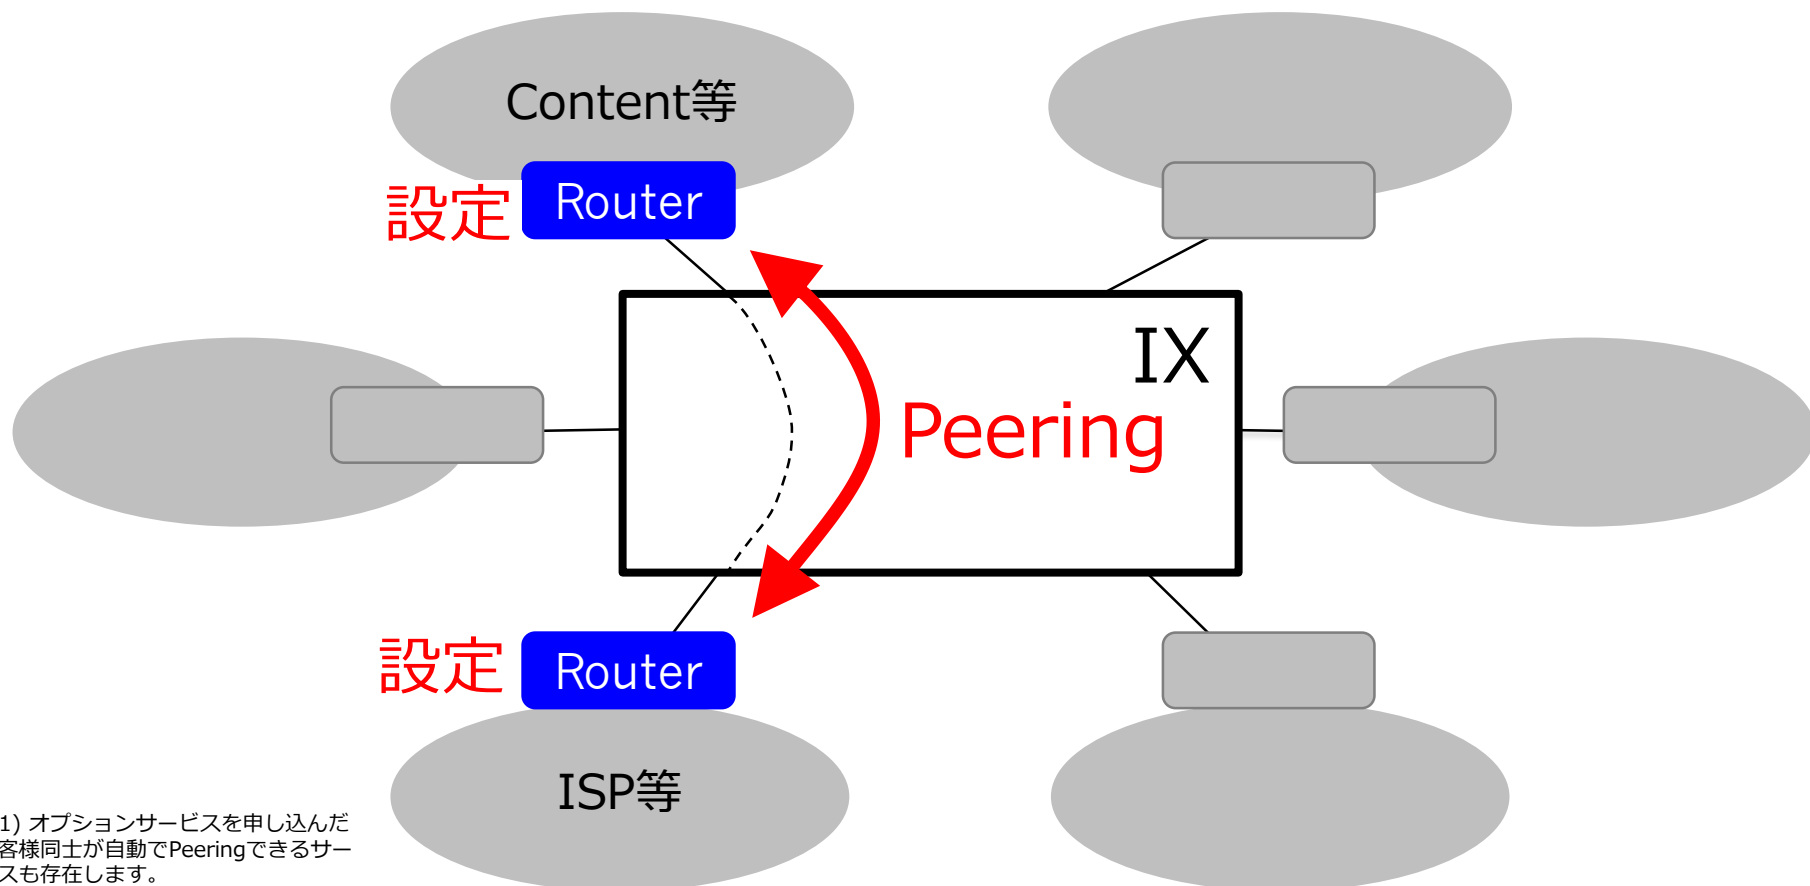 Content等
設定
Router
IX
Peering
設定
Router
ISP等
1) オプションサービスを申し込んだ
客様同士が自動でPeeringできるサー
スも存在します。